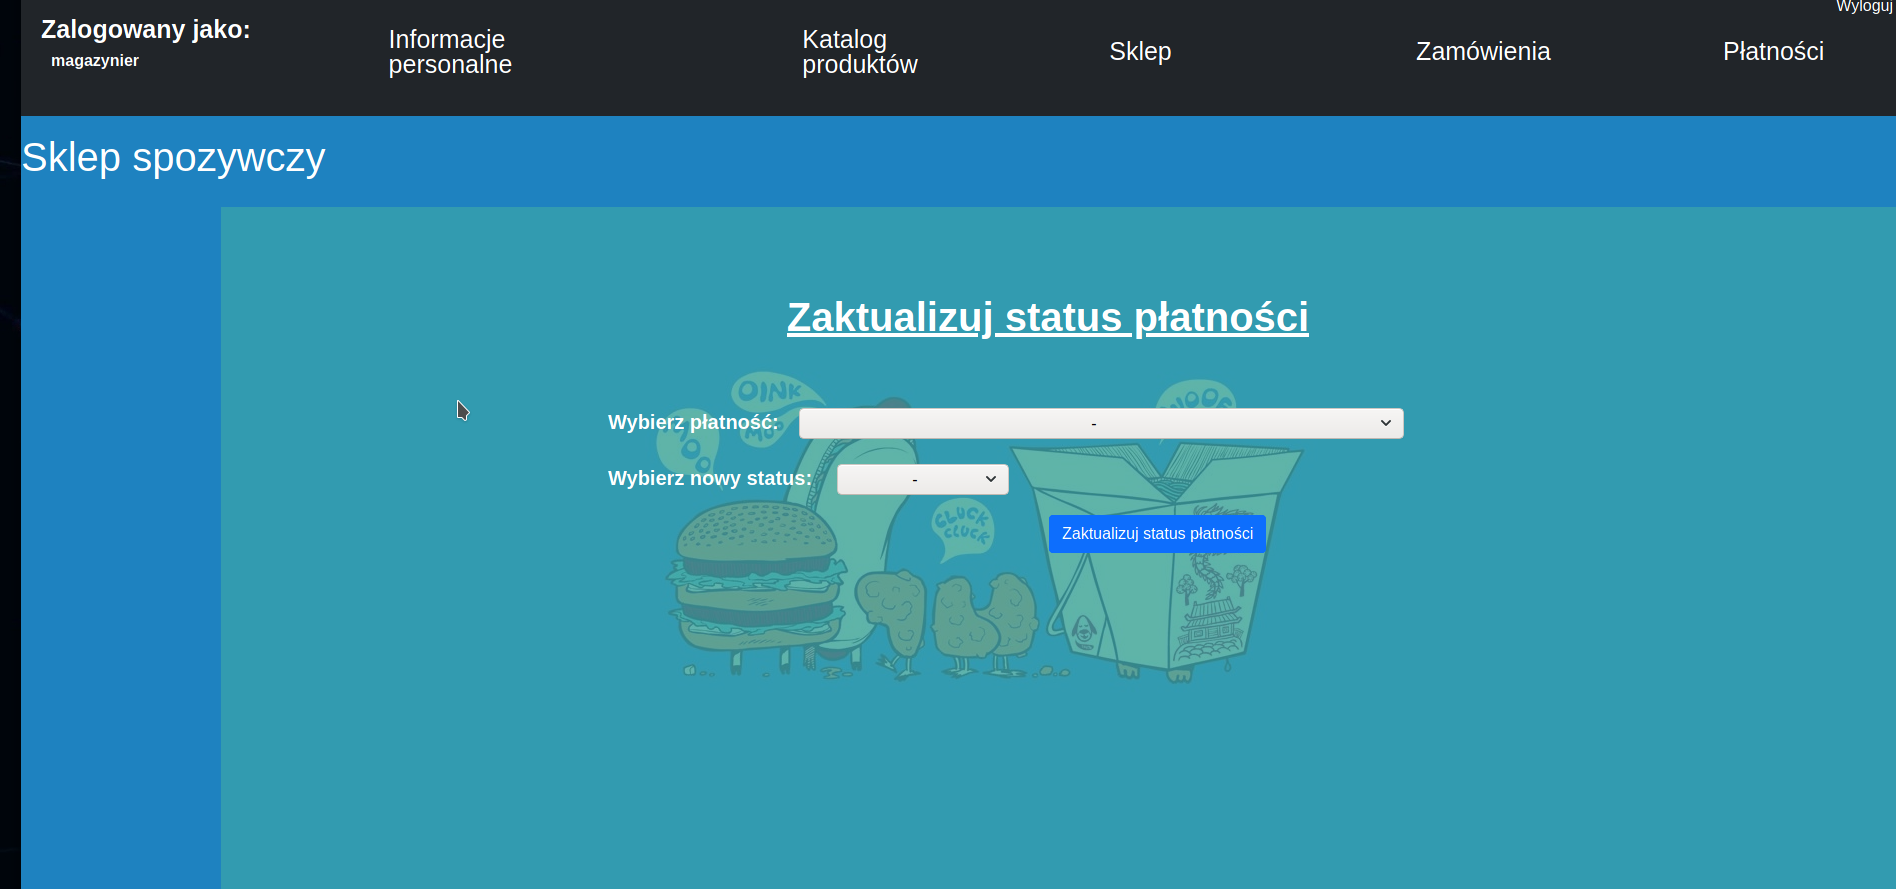 Wyloguj
Zalogowany jako:
magazynier
Informacje
personalne
Katalog
produktów
Sklep
Zamówienia
Płatności
Sklep spozywczy
Zaktualizuj status płatności
OINK
MOO
Wybierz płatność:
-
Wybierz nowy status:
-
CLUCK
CLUCK
Zaktualizuj status płatności